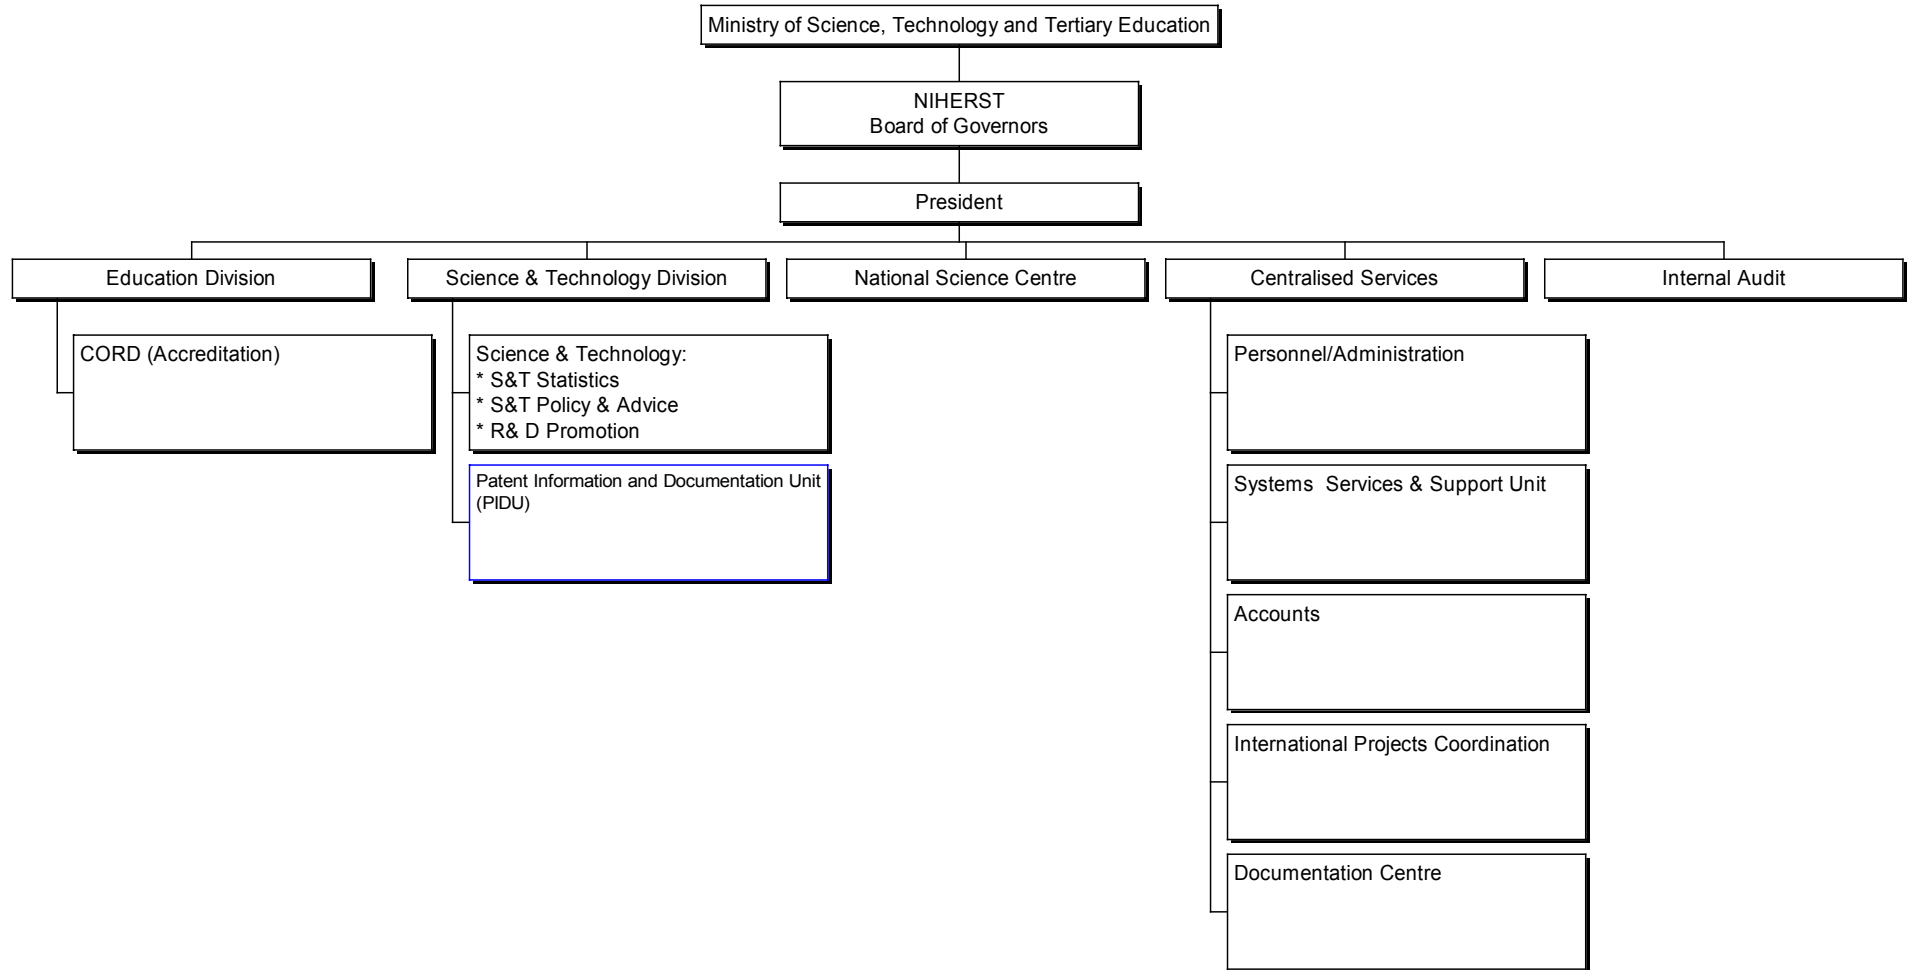 Ministry of Science, Technology and Tertiary Education
NIHERST
Board of Governors
President
Education Division
Science & Technology Division
National Science Centre
Centralised Services
Internal Audit
CORD (Accreditation)
Science & Technology:
* S&T Statistics
* S&T Policy & Advice
* R& D Promotion
Patent Information and Documentation Unit
(PIDU)
Personnel/Administration
Systems  Services & Support Unit
Accounts
International Projects Coordination
Documentation Centre